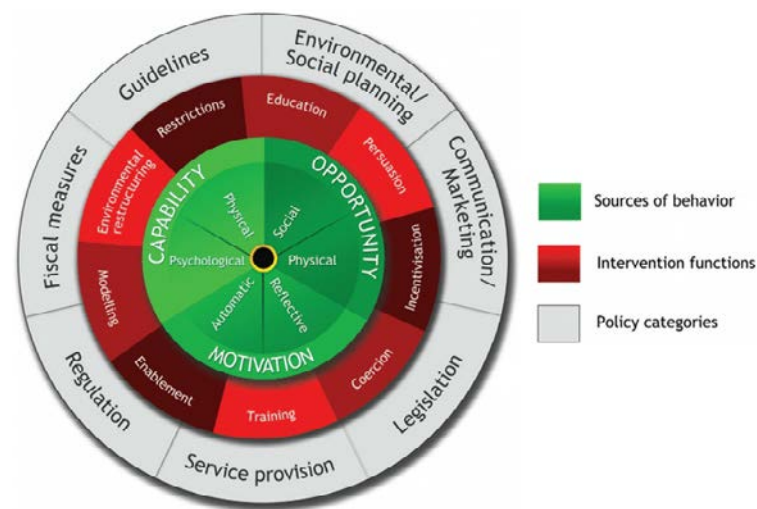 Guidelines
Environmental/
Social planning
Communication/
Marketing
Legislation
Service provision
Regulation
Fiscal measures
Restrictions
Education
Persuasion
Incentivisation
Coercion
Training
Enablement
Modelling
Environmental
restructuring
CAPABILITY
OPPORTUNITY
MOTIVATION
Physical
Social
Psychological
Physical
Automatic
Reflective
Sources of behavior
Intervention functions
Policy categories